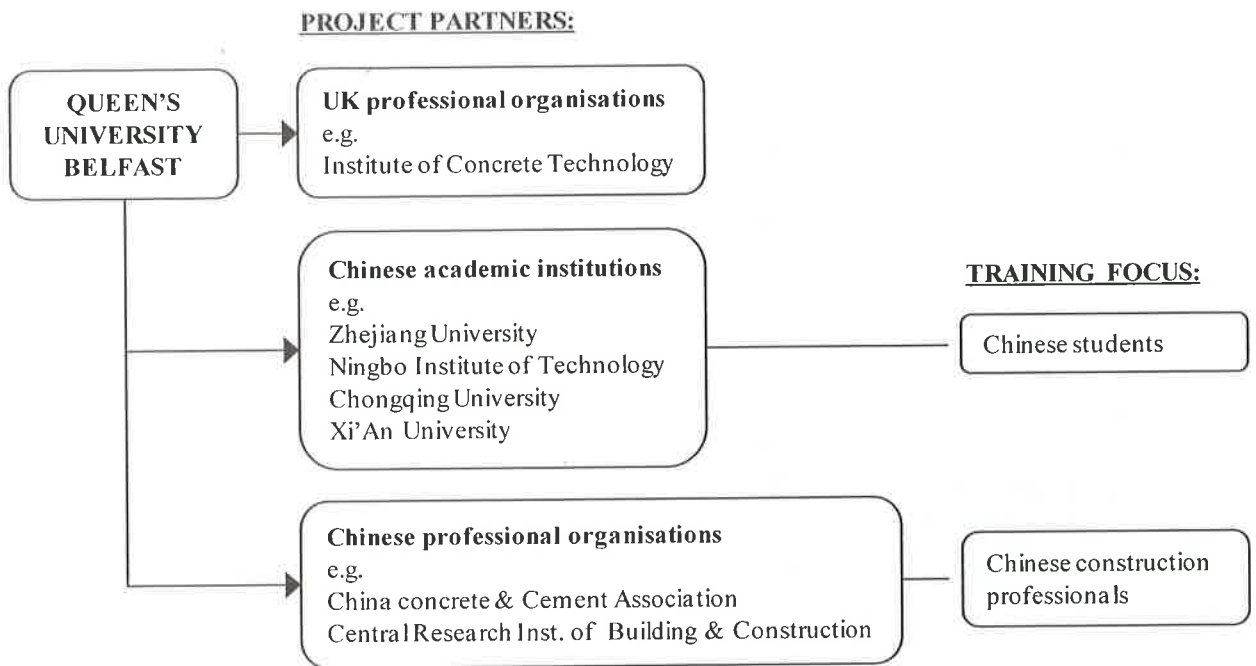 PROJECT PARTNERS:
QUEEN'S
UNIVERSITY
BELFAST
UK professional organisations
e.g.
Institute of Concrete Technology
Chinese academic institutions
e.g.
Zhejiang University
Ningbo Institute of Technology
Chongqing University
Xi'An University
TRAINING FOCUS:
Chinese students
Chinese professional organisations
e.g.
China concrete & Cement Association
Central Research Inst. of Building & Construction
Chinese construction
professionals